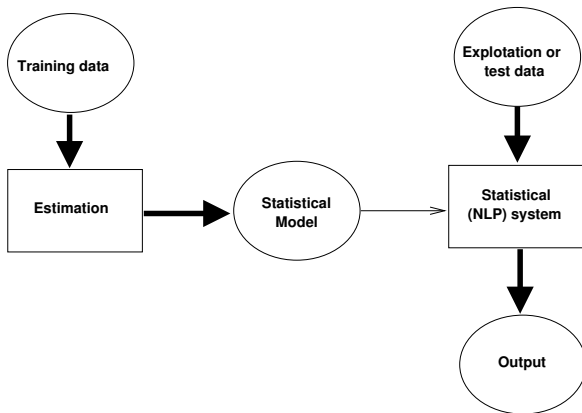 Training data
Explotation or
test data
Estimation
Statistical
Model
Statistical
(NLP) system
Output